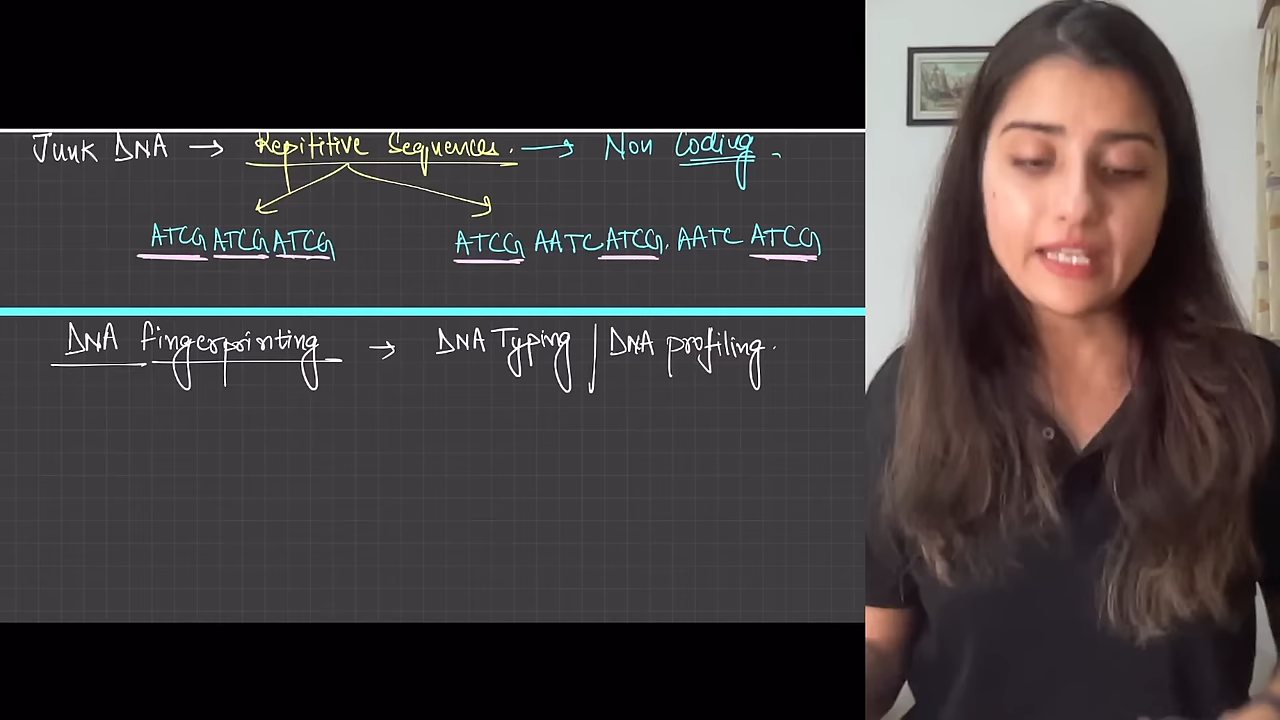 Junk DNA → Repititive Sequences. → Non Coding.
ATCG ATCG ATCG ATCG AATC ATCG. AATC ATCG
DNA fingerprinting → DNA Typing / DNA profiling.